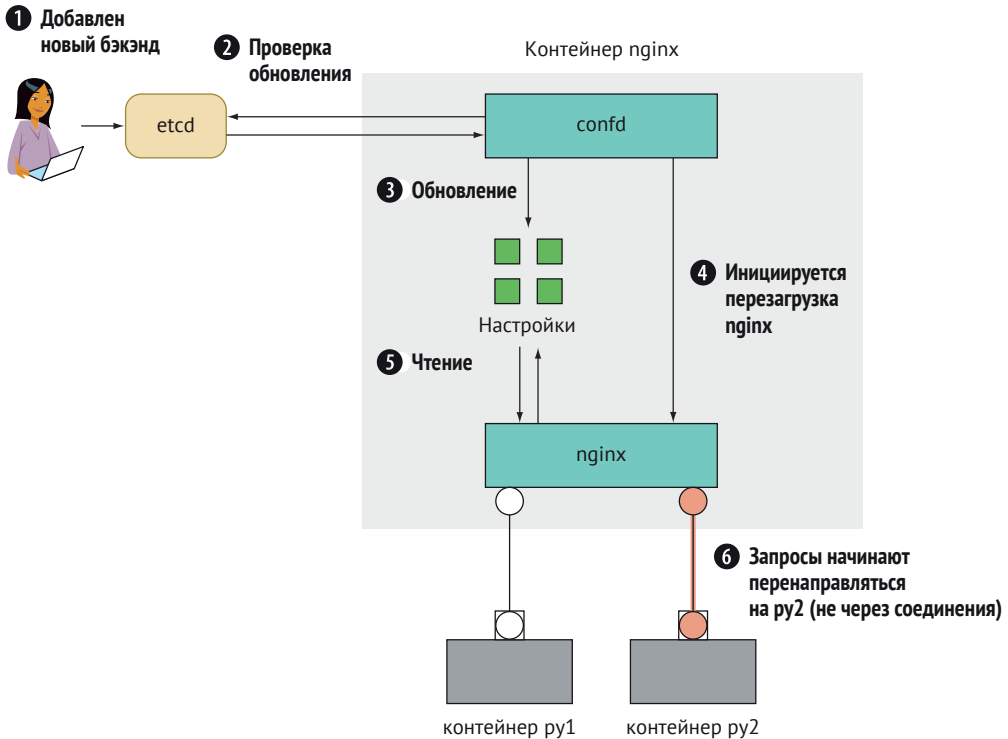 1 Добавлен
новый бэкэнд
2 Проверка
обновления
Контейнер nginx
etcd
confd
3 Обновление
4 Инициируется
перезагрузка
nginx
Настройки
5 Чтение
nginx
6 Запросы начинают
перенаправляться
на py2 (не через соединения)
контейнер py1
контейнер py2